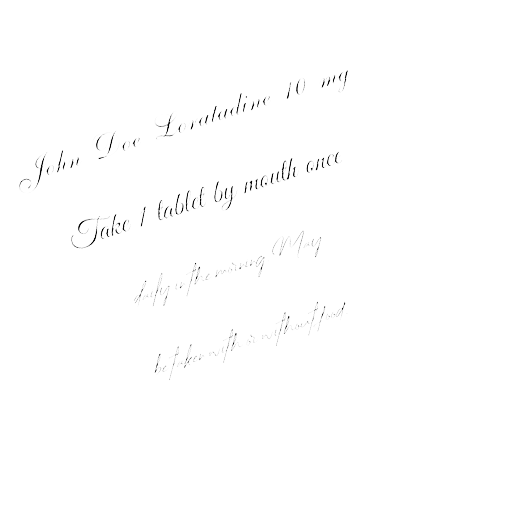 John Doe Loratadine 10 mg
Take 1 tablet by mouth once
daily in the morning May
be taken with or without food